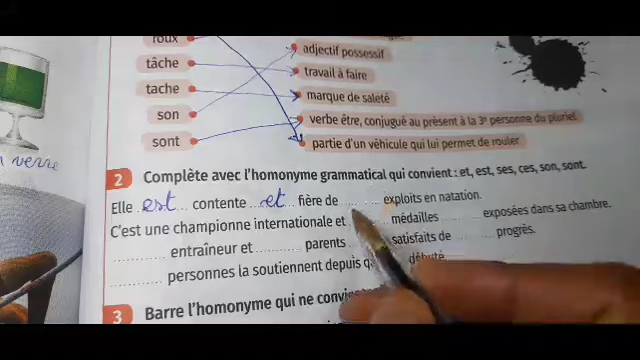 roux
adjectif possessif
tâche
travail à faire
tache
marque de saleté
son
verbe être, conjugué au présent à la 3e personne du pluriel
sont
partie d'un véhicule qui lui permet de rouler
verre
2 Complète avec l'homonyme grammatical qui convient : et, est, ses, ces, son, sont.
Elle est contente et fière de ........ exploits en natation.
C'est une championne internationale et médailles ........ exposées dans sa chambre.
........ entraîneur et ........ parents satisfaits de ........ progrès.
........ personnes la soutiennent depuis débuté
3 Barre l'homonyme qui ne convient